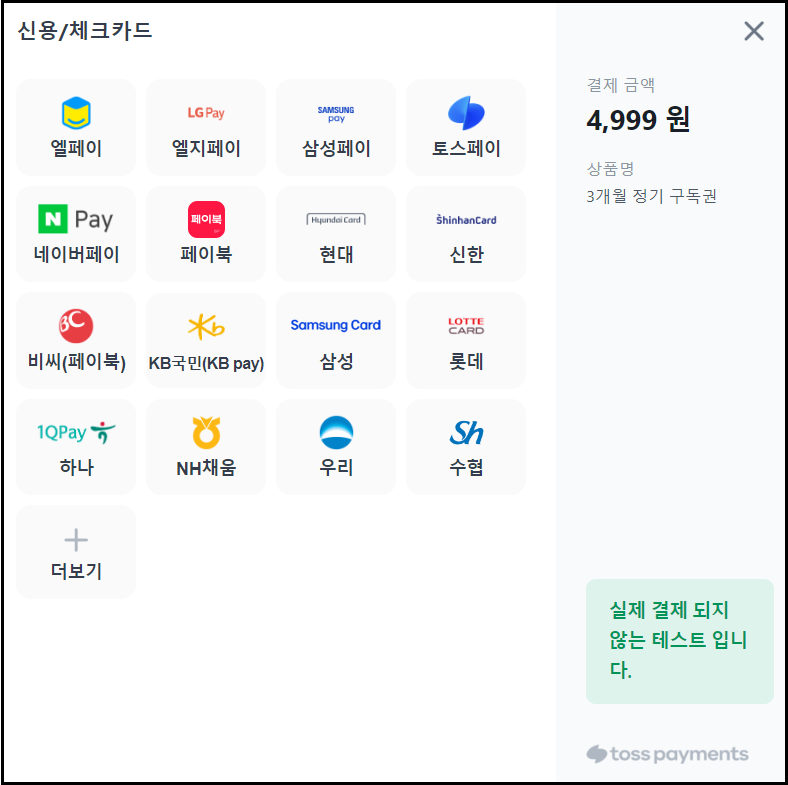 신용/체크카드
엘페이
LG Pay
엘지페이
SAMSUNG
pay
삼성페이
토스페이
N Pay
네이버페이
페이북
페이북
Hyundai Card
현대
ShinhanCard
신한
BC
비씨(페이북)
Kb
KB국민(KB pay)
Samsung Card
삼성
LOTTE
CARD
롯데
1QPay
하나
NH채움
우리
Sh
수협
더보기
결제 금액
4,999 원
상품명
3개월 정기 구독권
실제 결제 되지
않는 테스트 입니
다.
toss payments